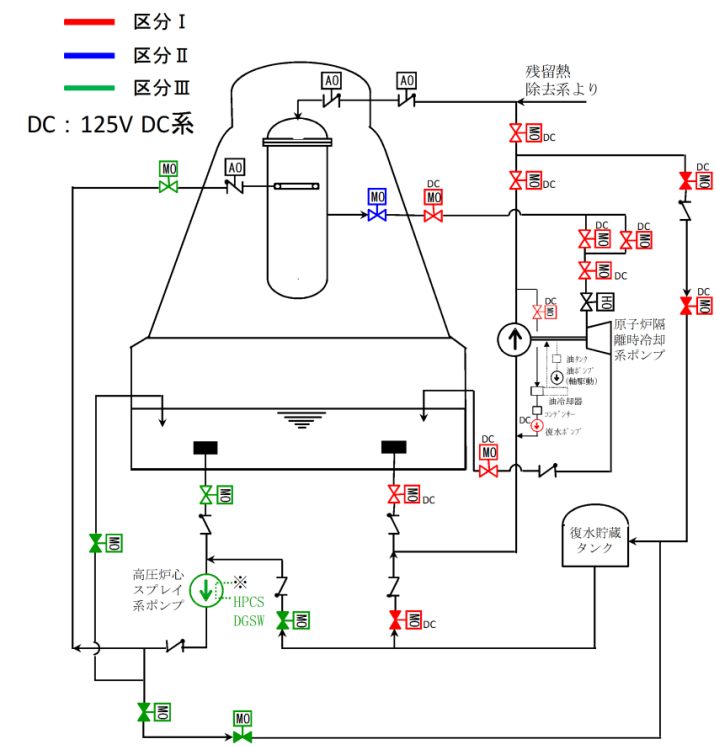 区分Ⅰ
区分Ⅱ
区分Ⅲ
DC：125V DC系
残留熱
除去系より
AO
AO
MO
DC
MO
AO
MO
DC
MO
MO
DC
DC
MO
DC
MO
DC
MO
DC
MO
DC
MO
HO
DC
MO
DC
MO
原子炉隔
離時冷却
系ポンプ
油タンク
油ポンプ
(軸駆動)
油冷却器
コンデンサー
DC
復水ポンプ
DC
MO
MO
MO
DC
MO
復水貯蔵
タンク
高圧炉心
スプレイ
系ポンプ
※
HPCS
DGSW
MO
MO
DC
MO
MO